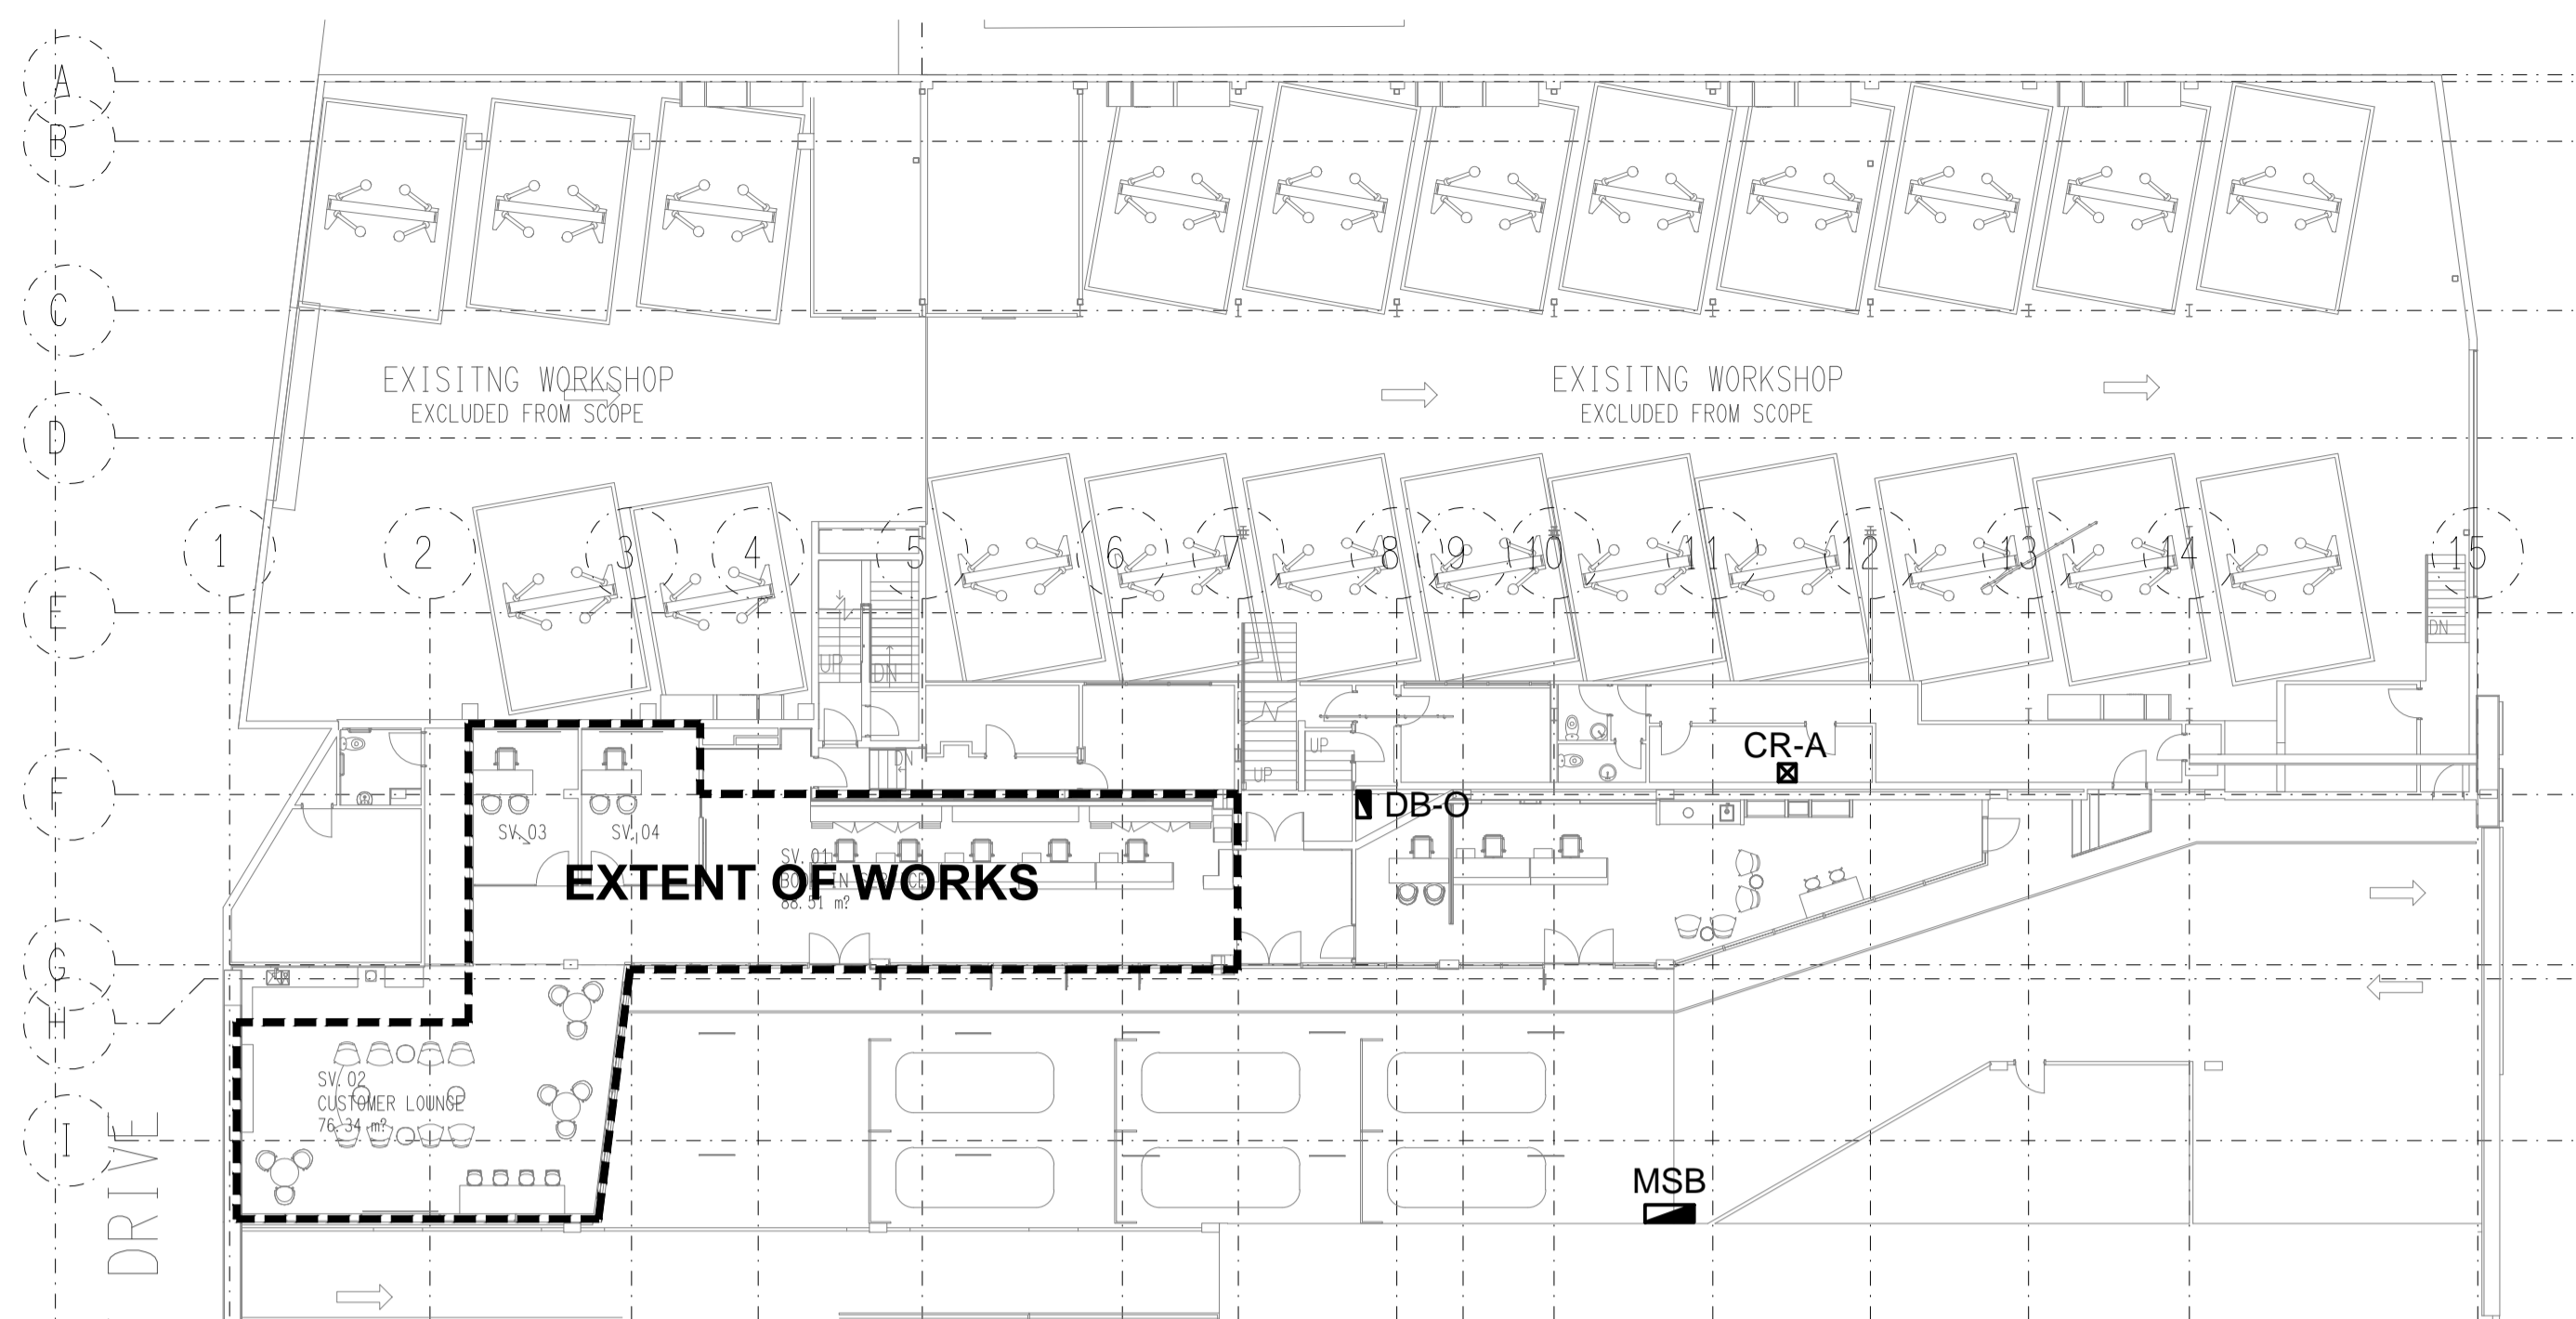 A
B
C
EXISITNG WORKSHOP
EXCLUDED FROM SCOPE
EXISITNG WORKSHOP
EXCLUDED FROM SCOPE
D
1
2
3
4
5
6
7
8
9
10
11
12
13
14
15
E
DN
UP
DN
DN
UP
UP
CR-A
F
DB-O
SV.03
SV.04
SV.01
EXTENT OF WORKS
88.51 m?
G
H
SV.02
CUSTOMER LOUNGE
76.34 m?
I
DRIVE
MSB